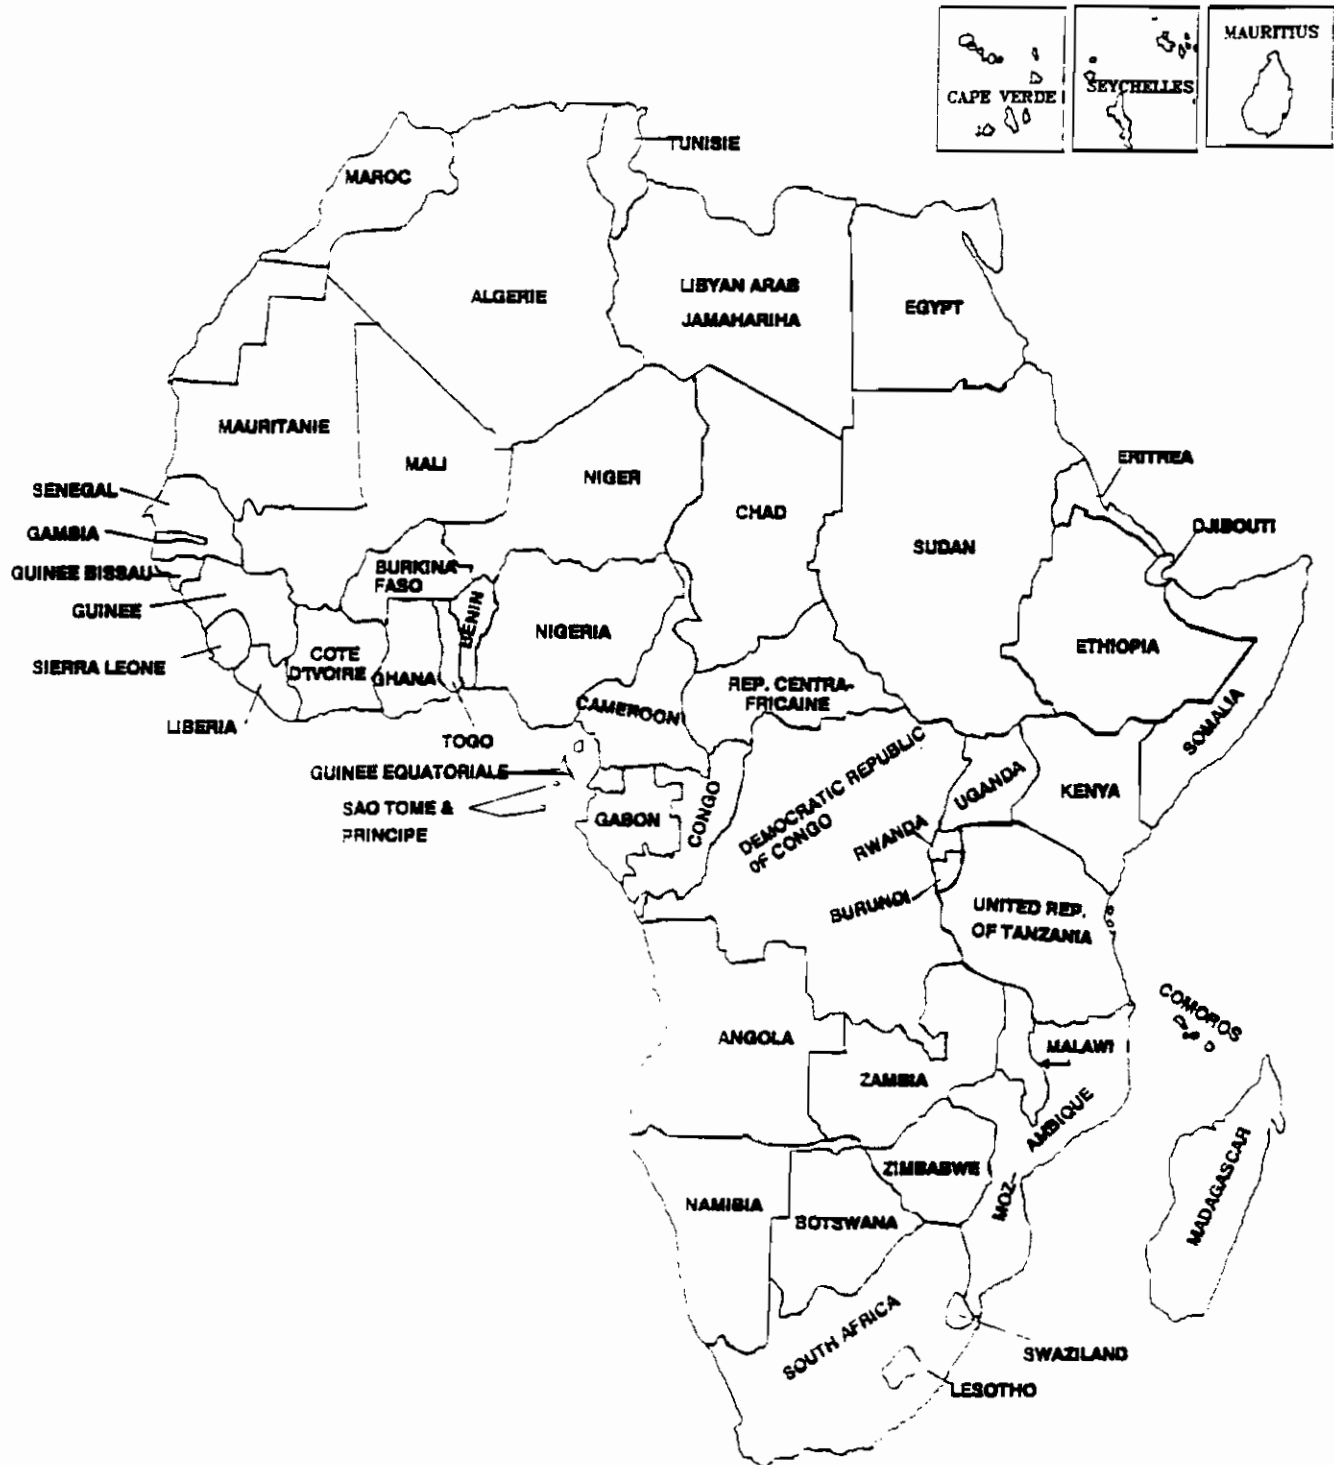 MAURITIUS
SEYCHELLES
CAPE VERDE
TUNISIE
MAROC
ALGERIE
LIBYAN ARAB
JAMAHARIHA
EGYPT
MAURITANIE
MALI
NIGER
CHAD
SUDAN
ERITREA
SENEGAL
GAMBIA
DJIBOUTI
GUINEE BISSAU
BURKINA
FASO
GUINEE
BENIN
NIGERIA
ETHIOPIA
SIERRA LEONE
COTE
D'IVOIRE
GHANA
REP. CENTRA-
FRICAINE
CAMEROON
SOMALIA
LIBERIA
TOGO
GUINEE EQUATORIALE
SAO TOME &
PRINCIPE
GABON
CONGO
DEMOCRATIC REPUBLIC
OF CONGO
UGANDA
KENYA
RWANDA
BURUNDI
UNITED REP.
OF TANZANIA
COMOROS
ANGOLA
MALAWI
ZAMBIA
MOZ-
AMBIQUE
ZIMBABWE
MADAGASCAR
NAMIBIA
BOTSWANA
SOUTH AFRICA
SWAZILAND
LESOTHO